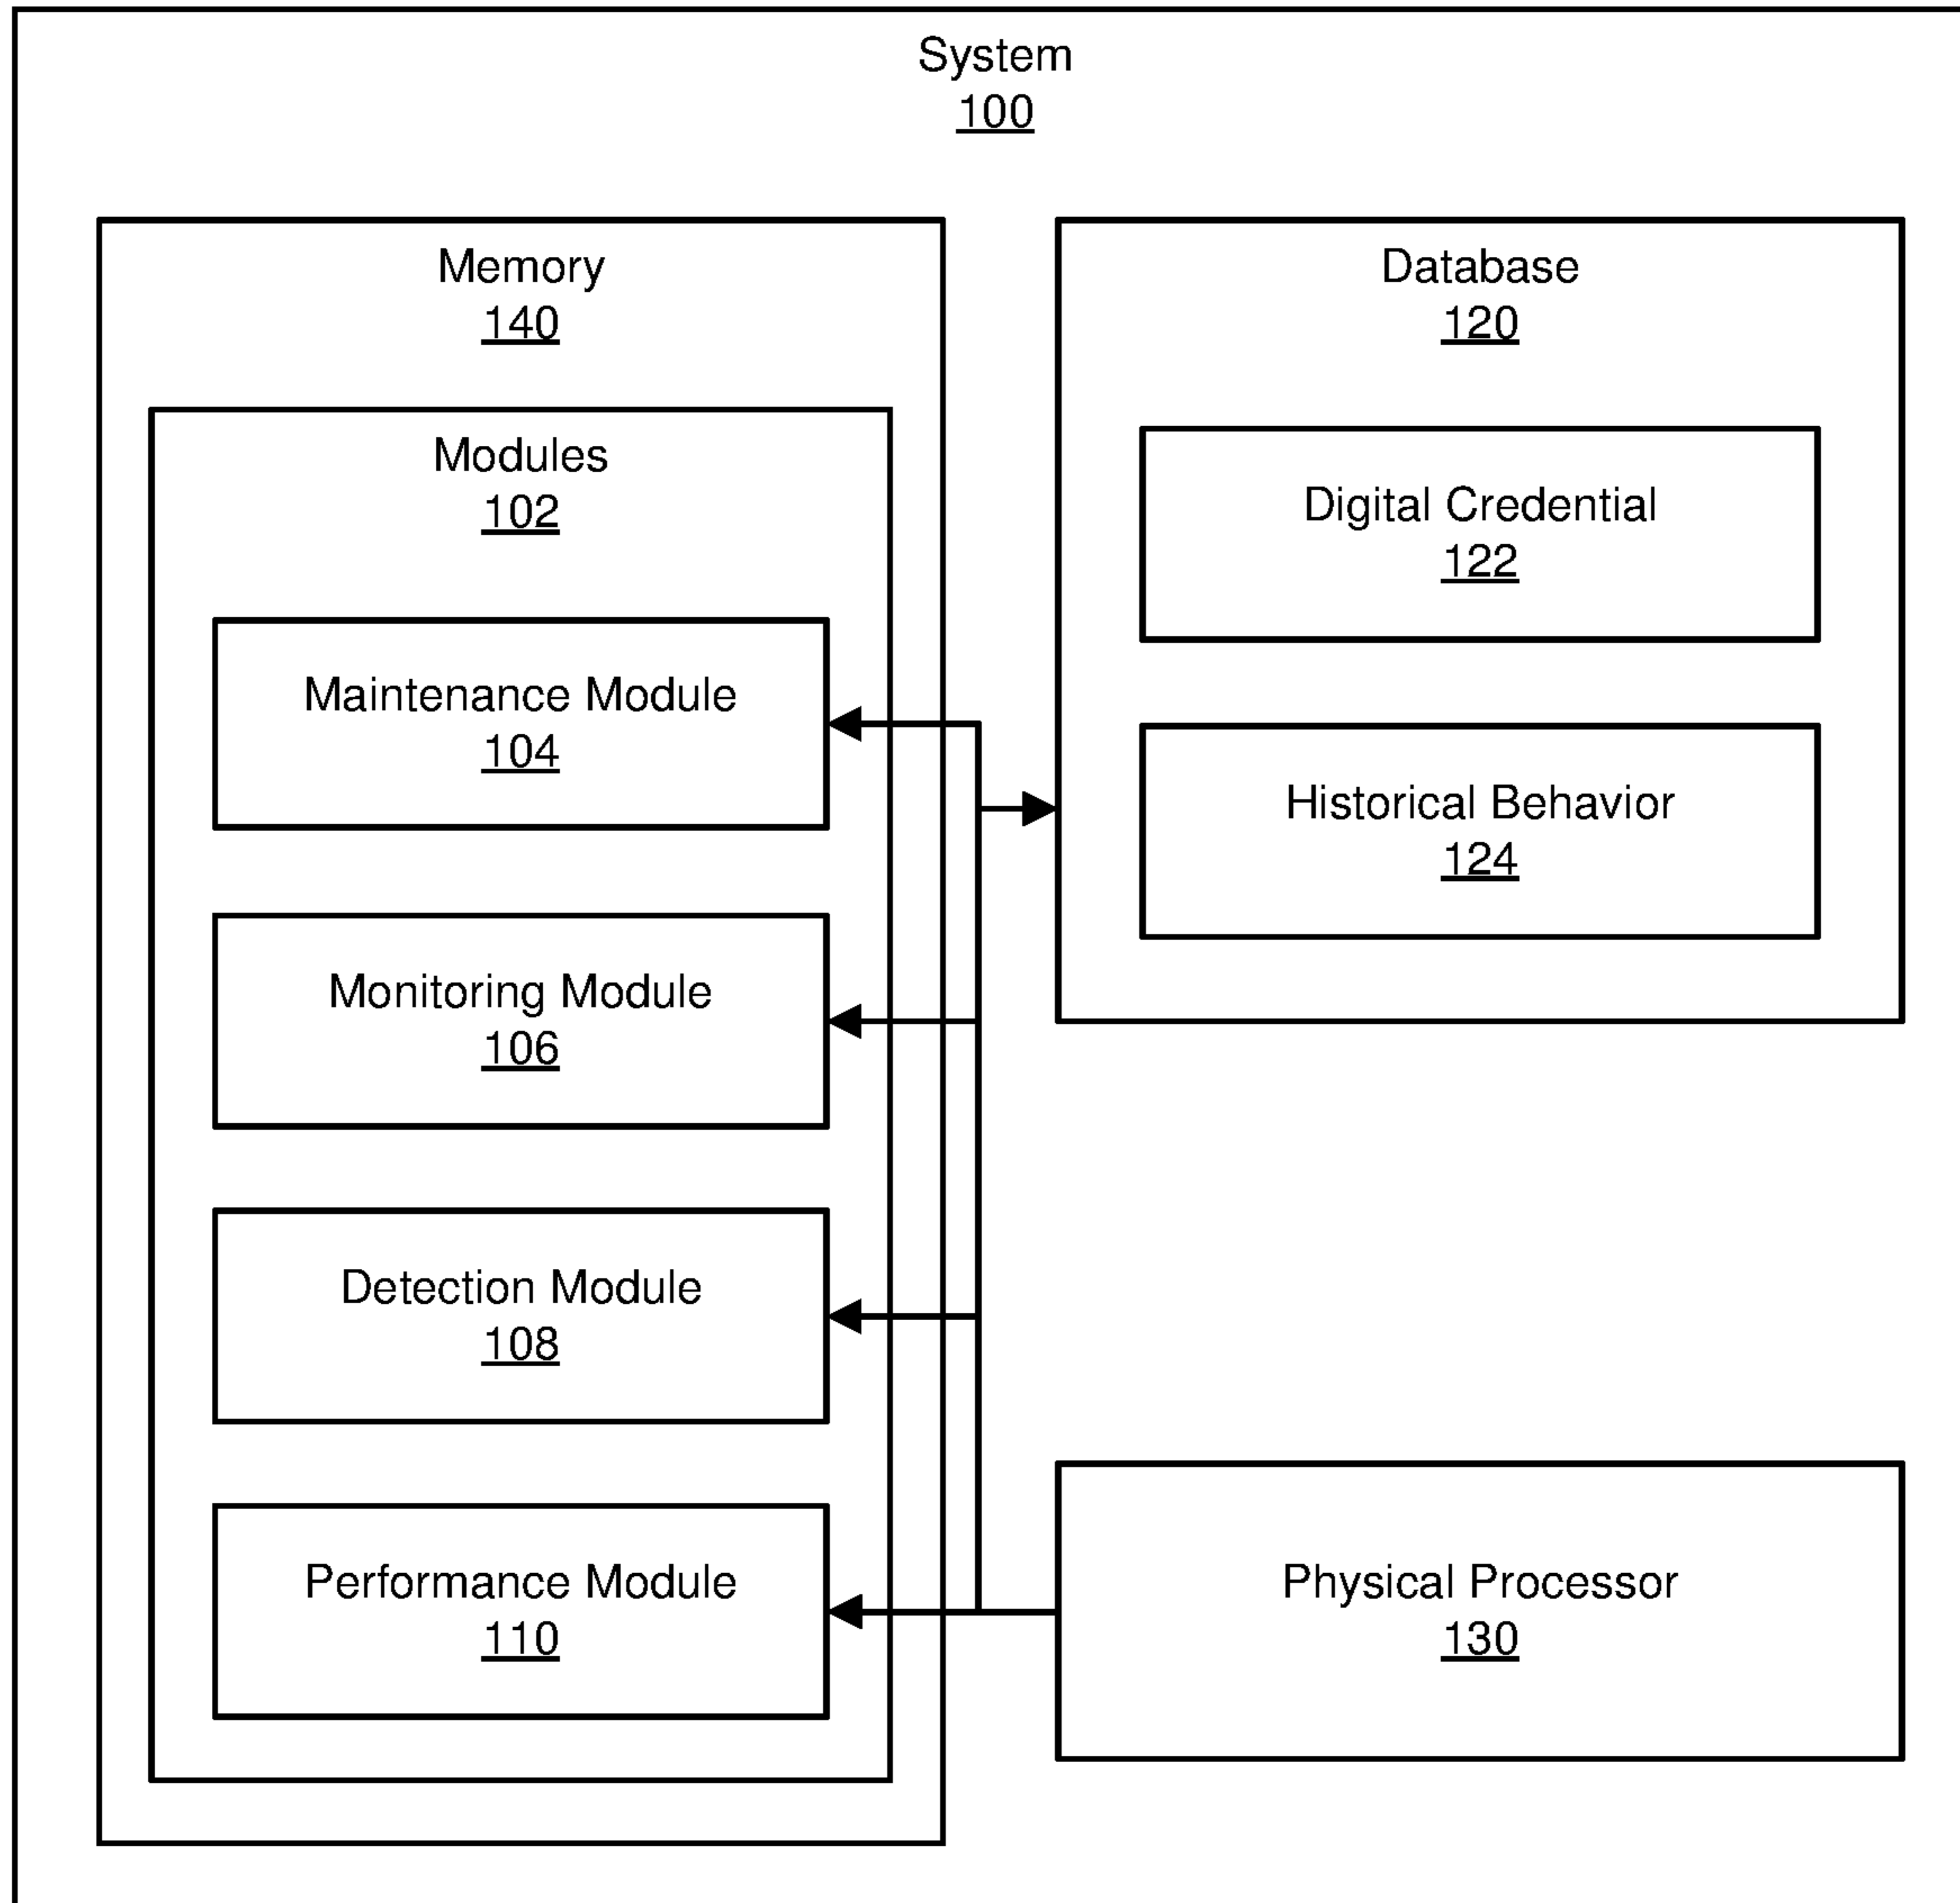 System
100
Memory
140
Modules
102
Maintenance Module
104
Monitoring Module
106
Detection Module
108
Performance Module
110
Database
120
Digital Credential
122
Historical Behavior
124
Physical Processor
130